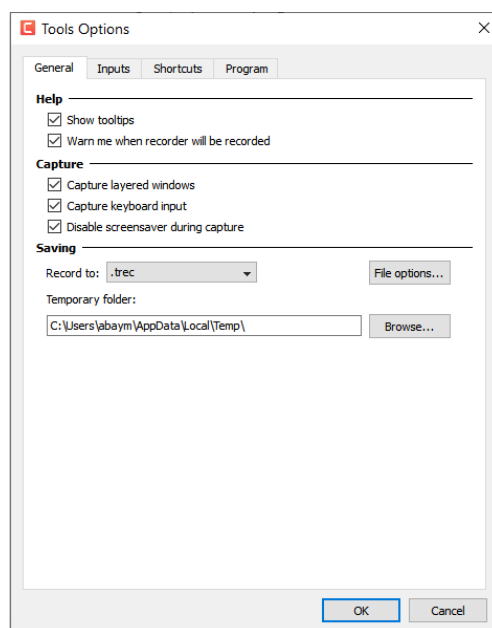 Tools Options
General Inputs Shortcuts Program
Help
Show tooltips
Warn me when recorder will be recorded
Capture
Capture layered windows
Capture keyboard input
Disable screensaver during capture
Saving
Record to: .trec File options...
Temporary folder:
C:\Users\abaym\AppData\Local\Temp\ Browse...
OK Cancel